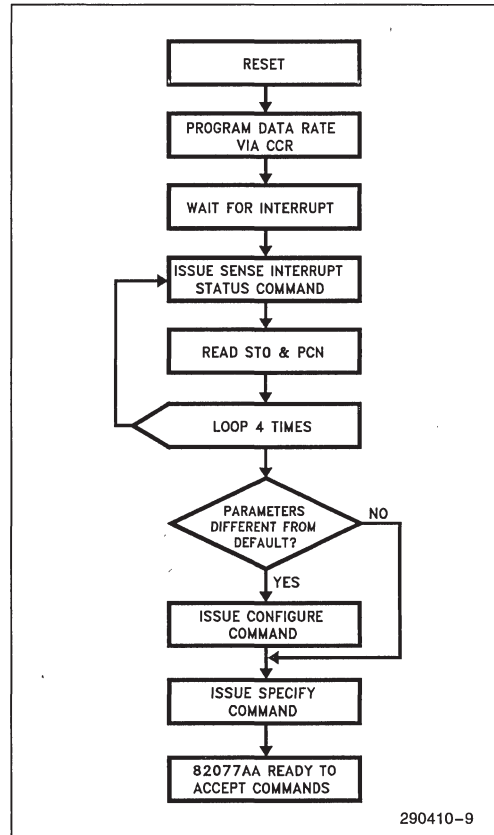 RESET
PROGRAM DATA RATE
VIA CCR
WAIT FOR INTERRUPT
ISSUE SENSE INTERRUPT
STATUS COMMAND
READ ST0 & PCN
LOOP 4 TIMES
PARAMETERS
DIFFERENT FROM
DEFAULT?
NO
YES
ISSUE CONFIGURE
COMMAND
ISSUE SPECIFY
COMMAND
82077AA READY TO
ACCEPT COMMANDS
290410-9